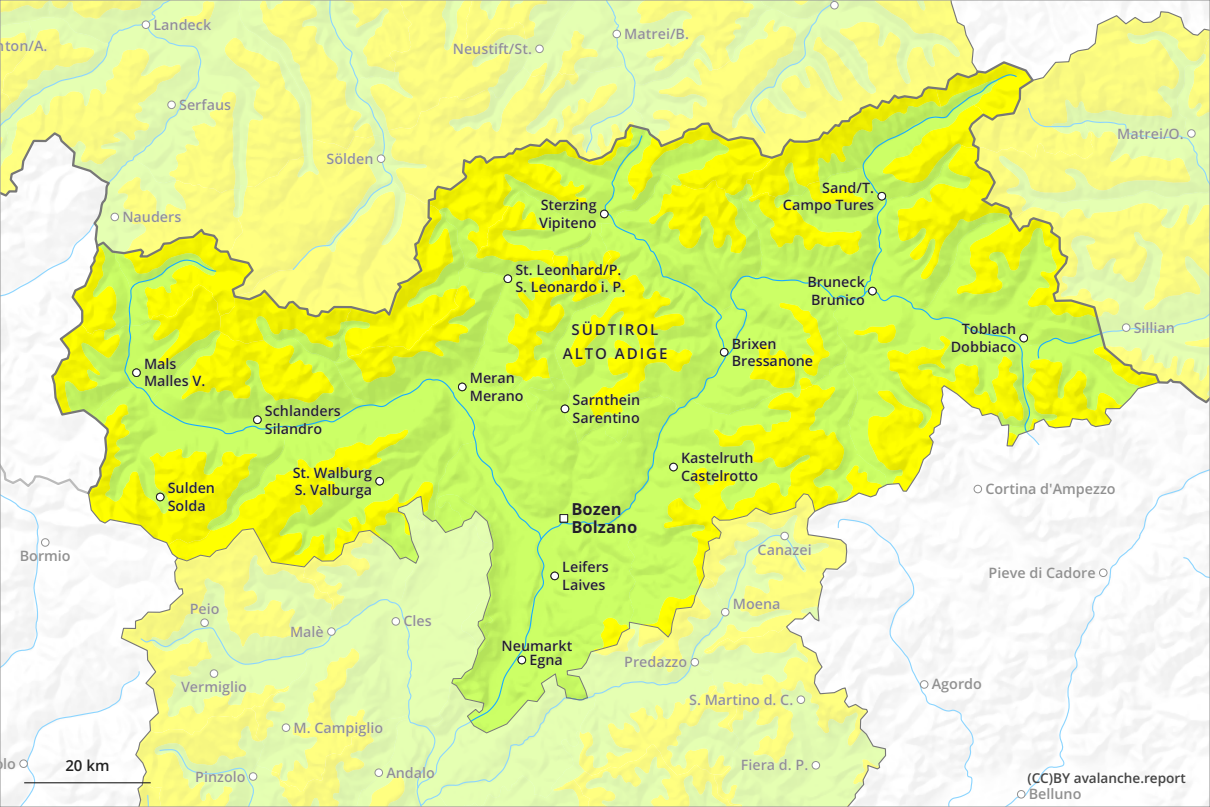 Landeck
nton/A.
Neustift/St.
Matrei/B.
Serfaus
Matrei/O.
Sölden
Nauders
Sand/T.
Campo Tures
Sterzing
Vipiteno
St. Leonhard/P.
S. Leonardo i. P.
Bruneck
Brunico
SÜDTIROL
ALTO ADIGE
Toblach
Dobbiaco
Sillian
Brixen
Bressanone
Mals
Malles V.
Meran
Merano
Schlanders
Silandro
Sarnthein
Sarentino
Kastelruth
Castelrotto
St. Walburg
S. Valburga
Sulden
Solda
Cortina d'Ampezzo
Bozen
Bolzano
Bormio
Canazei
Leifers
Laives
Pieve di Cadore
Peio
Moena
Malè
Cles
Neumarkt
Egna
Predazzo
Vermiglio
Agordo
S. Martino d. C.
M. Campiglio
olo
20 km
Pinzolo
Andalo
Fiera d. P.
(CC)BY avalanche.report
Belluno